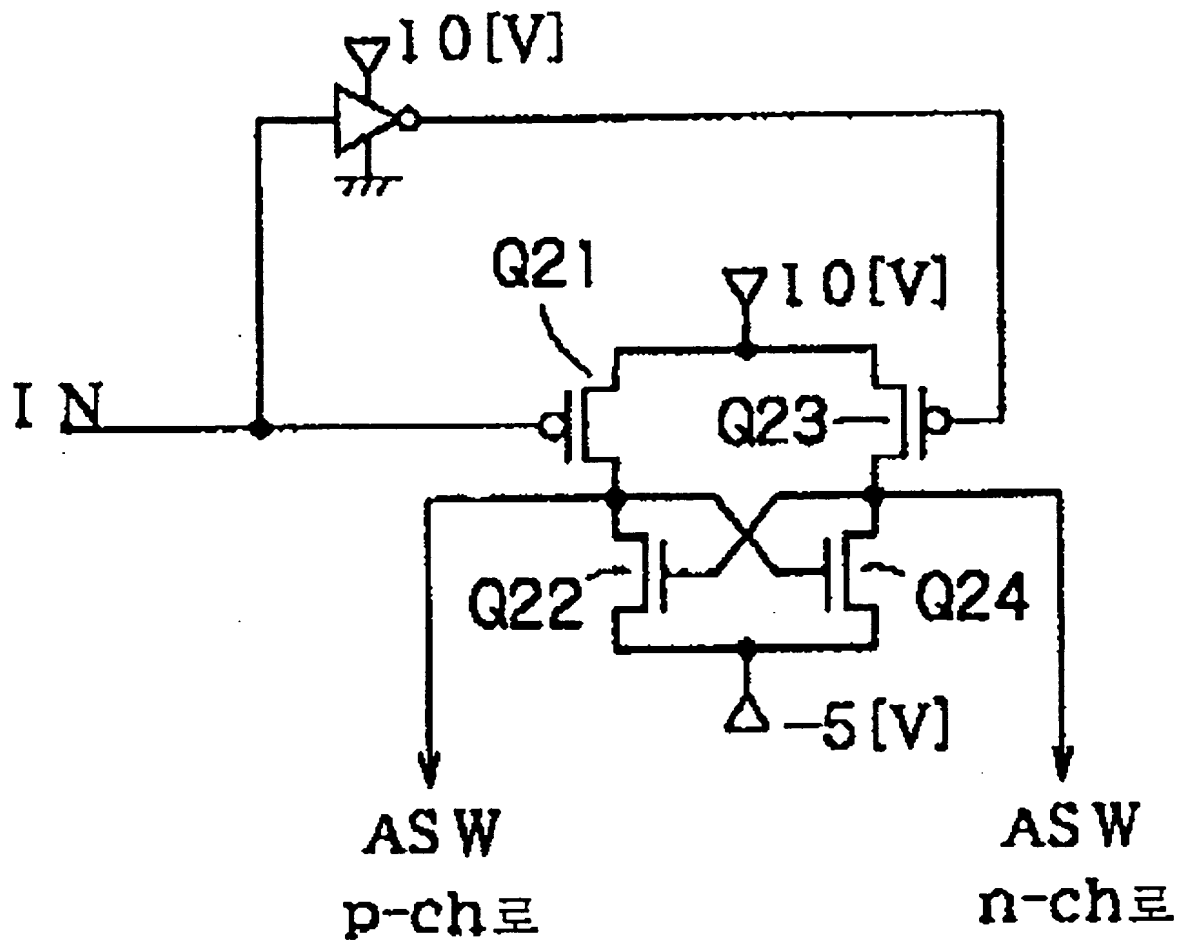 10[V]
Q21
10[V]
IN
Q23
Q22
Q24
-5[V]
ASW
p-ch로
ASW
n-ch로